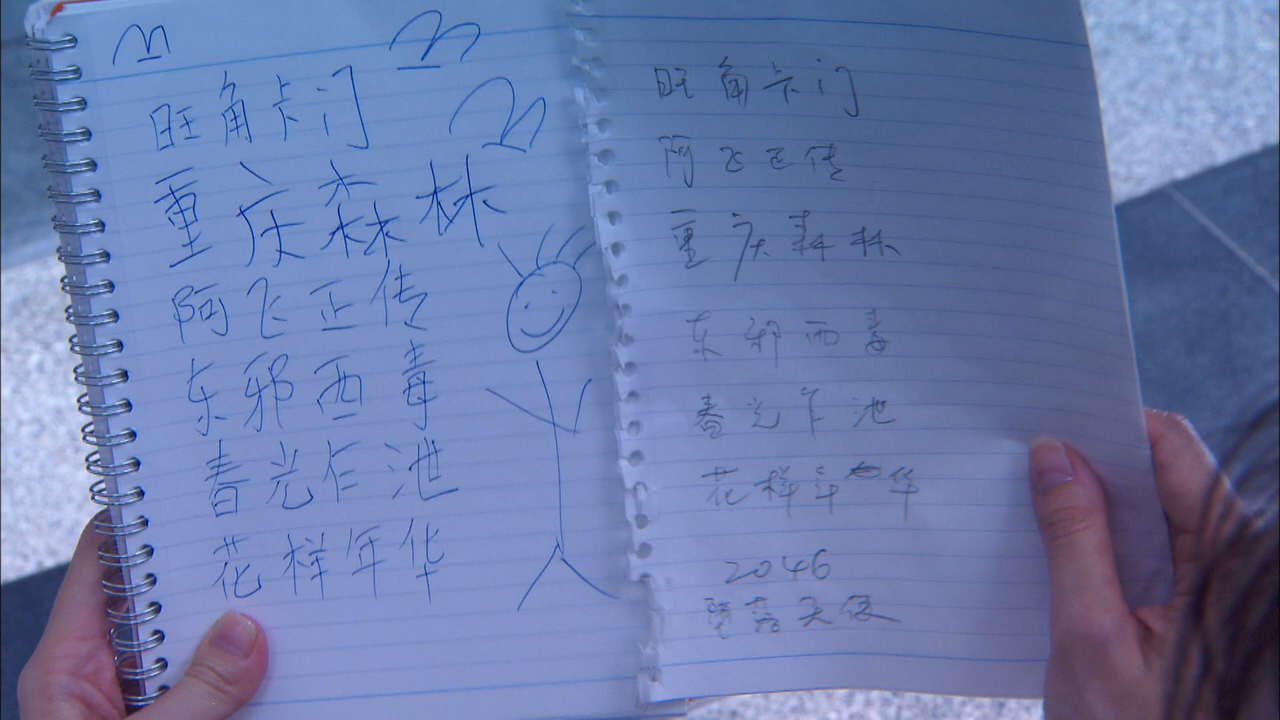 旺角卡门
重庆森林
阿飞正传
东邪西毒
春光乍泄
花样年华
旺角卡门
阿飞正传
重庆森林
东邪西毒
春光乍池
花样年华
2046
堕落天使